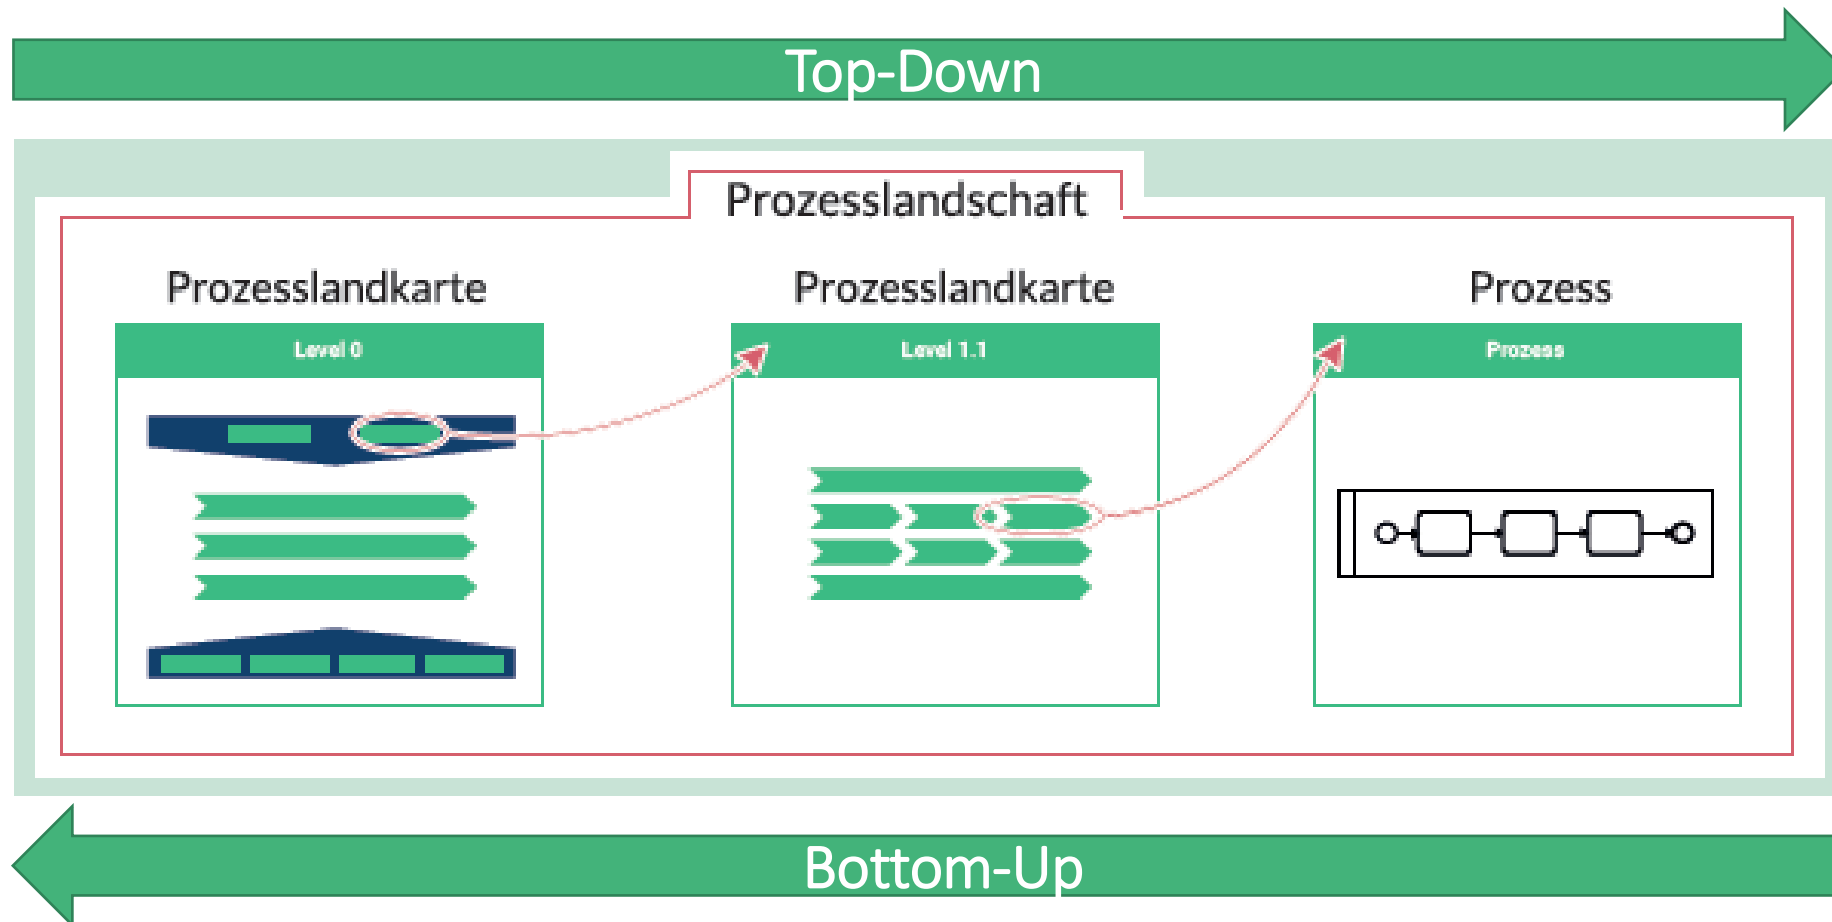 Top-Down
Prozesslandschaft
Prozesslandkarte
Prozesslandkarte
Prozess
Level 0
Level 1.1
Prozess
Bottom-Up